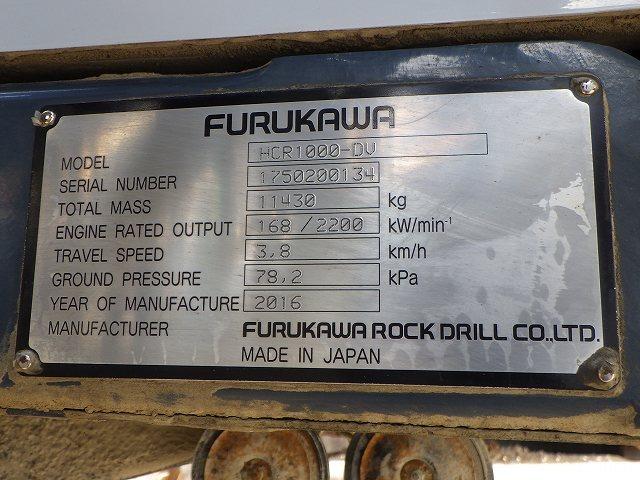 FURUKAWA
MODEL HCR1000-DV
SERIAL NUMBER 1750200134
TOTAL MASS 11430 kg
ENGINE RATED OUTPUT 168 /2200 kW/min⁻¹
TRAVEL SPEED 3,8 km/h
GROUND PRESSURE 78,2 kPa
YEAR OF MANUFACTURE 2016
MANUFACTURER FURUKAWA ROCK DRILL CO.,LTD.
MADE IN JAPAN